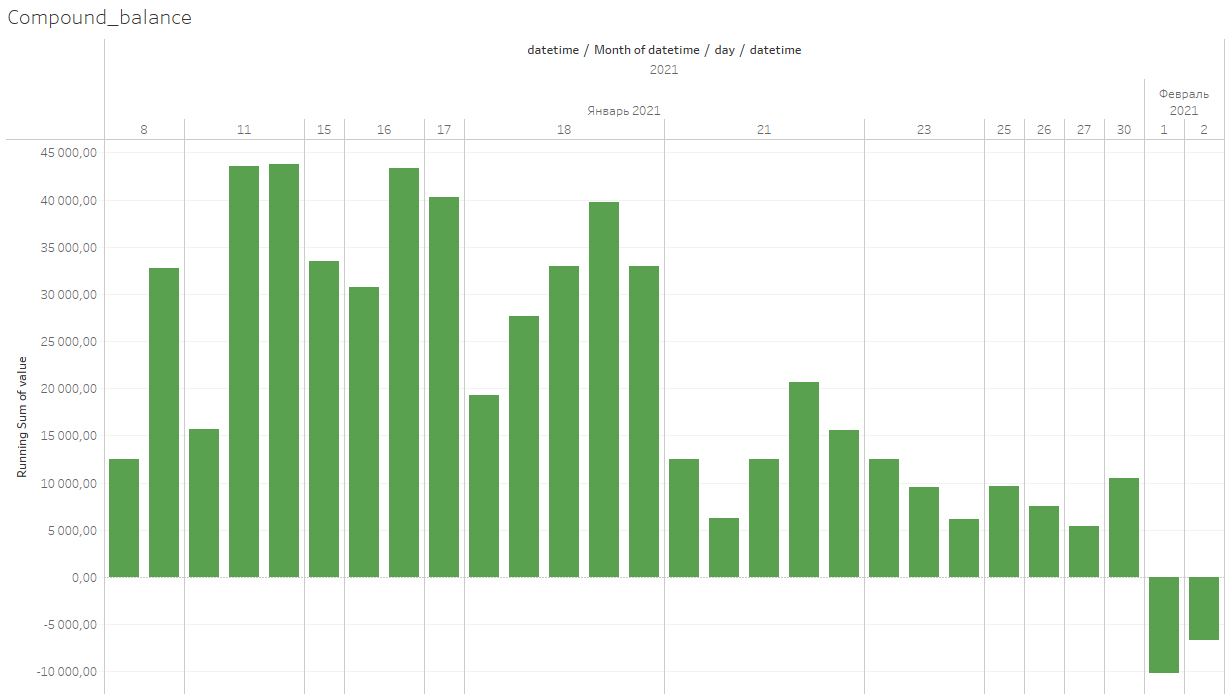 Compound_balance
datetime / Month of datetime / day / datetime
2021
Январь 2021
Февраль
2021
8 11 15 16 17 18 21 23 25 26 27 30 1 2
Running Sum of value
45 000,00
40 000,00
35 000,00
30 000,00
25 000,00
20 000,00
15 000,00
10 000,00
5 000,00
0,00
-5 000,00
-10 000,00